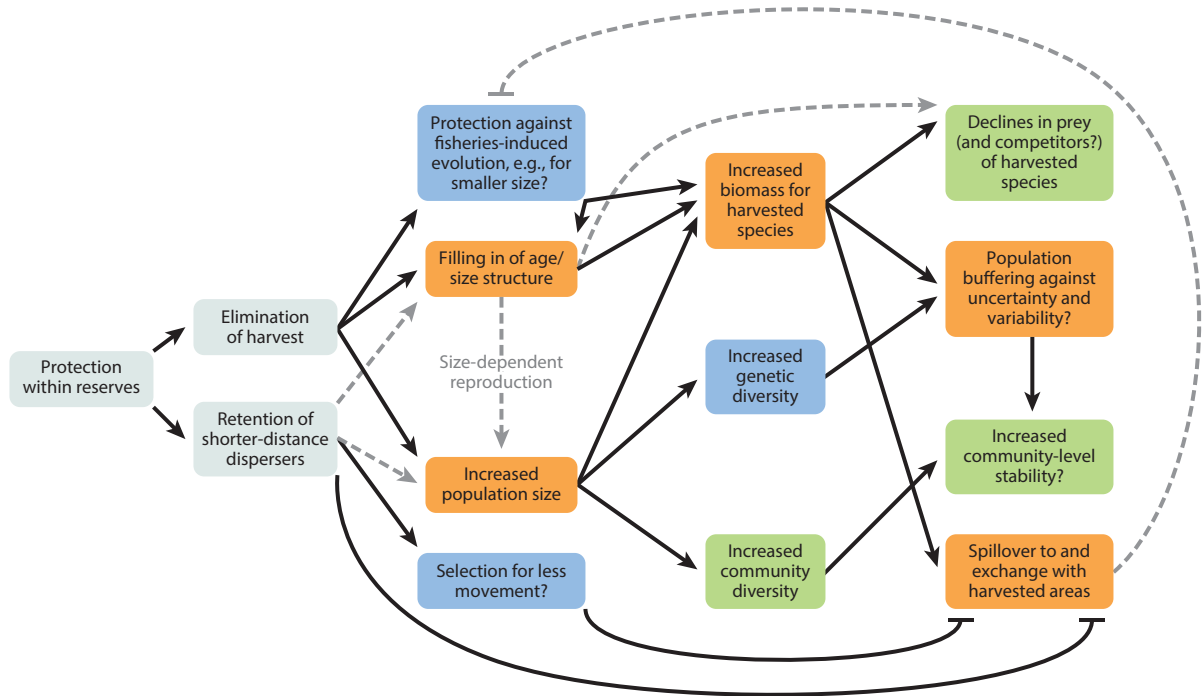 Protection
within reserves
Elimination
of harvest
Retention of
shorter-distance
dispersers
Protection against
fisheries-induced
evolution, e.g., for
smaller size?
Filling in of age/
size structure
Size-dependent
reproduction
Increased
population size
Selection for less
movement?
Increased
biomass for
harvested
species
Increased
genetic
diversity
Increased
community
diversity
Declines in prey
(and competitors?)
of harvested
species
Population
buffering against
uncertainty and
variability?
Increased
community-level
stability?
Spillover to and
exchange with
harvested areas